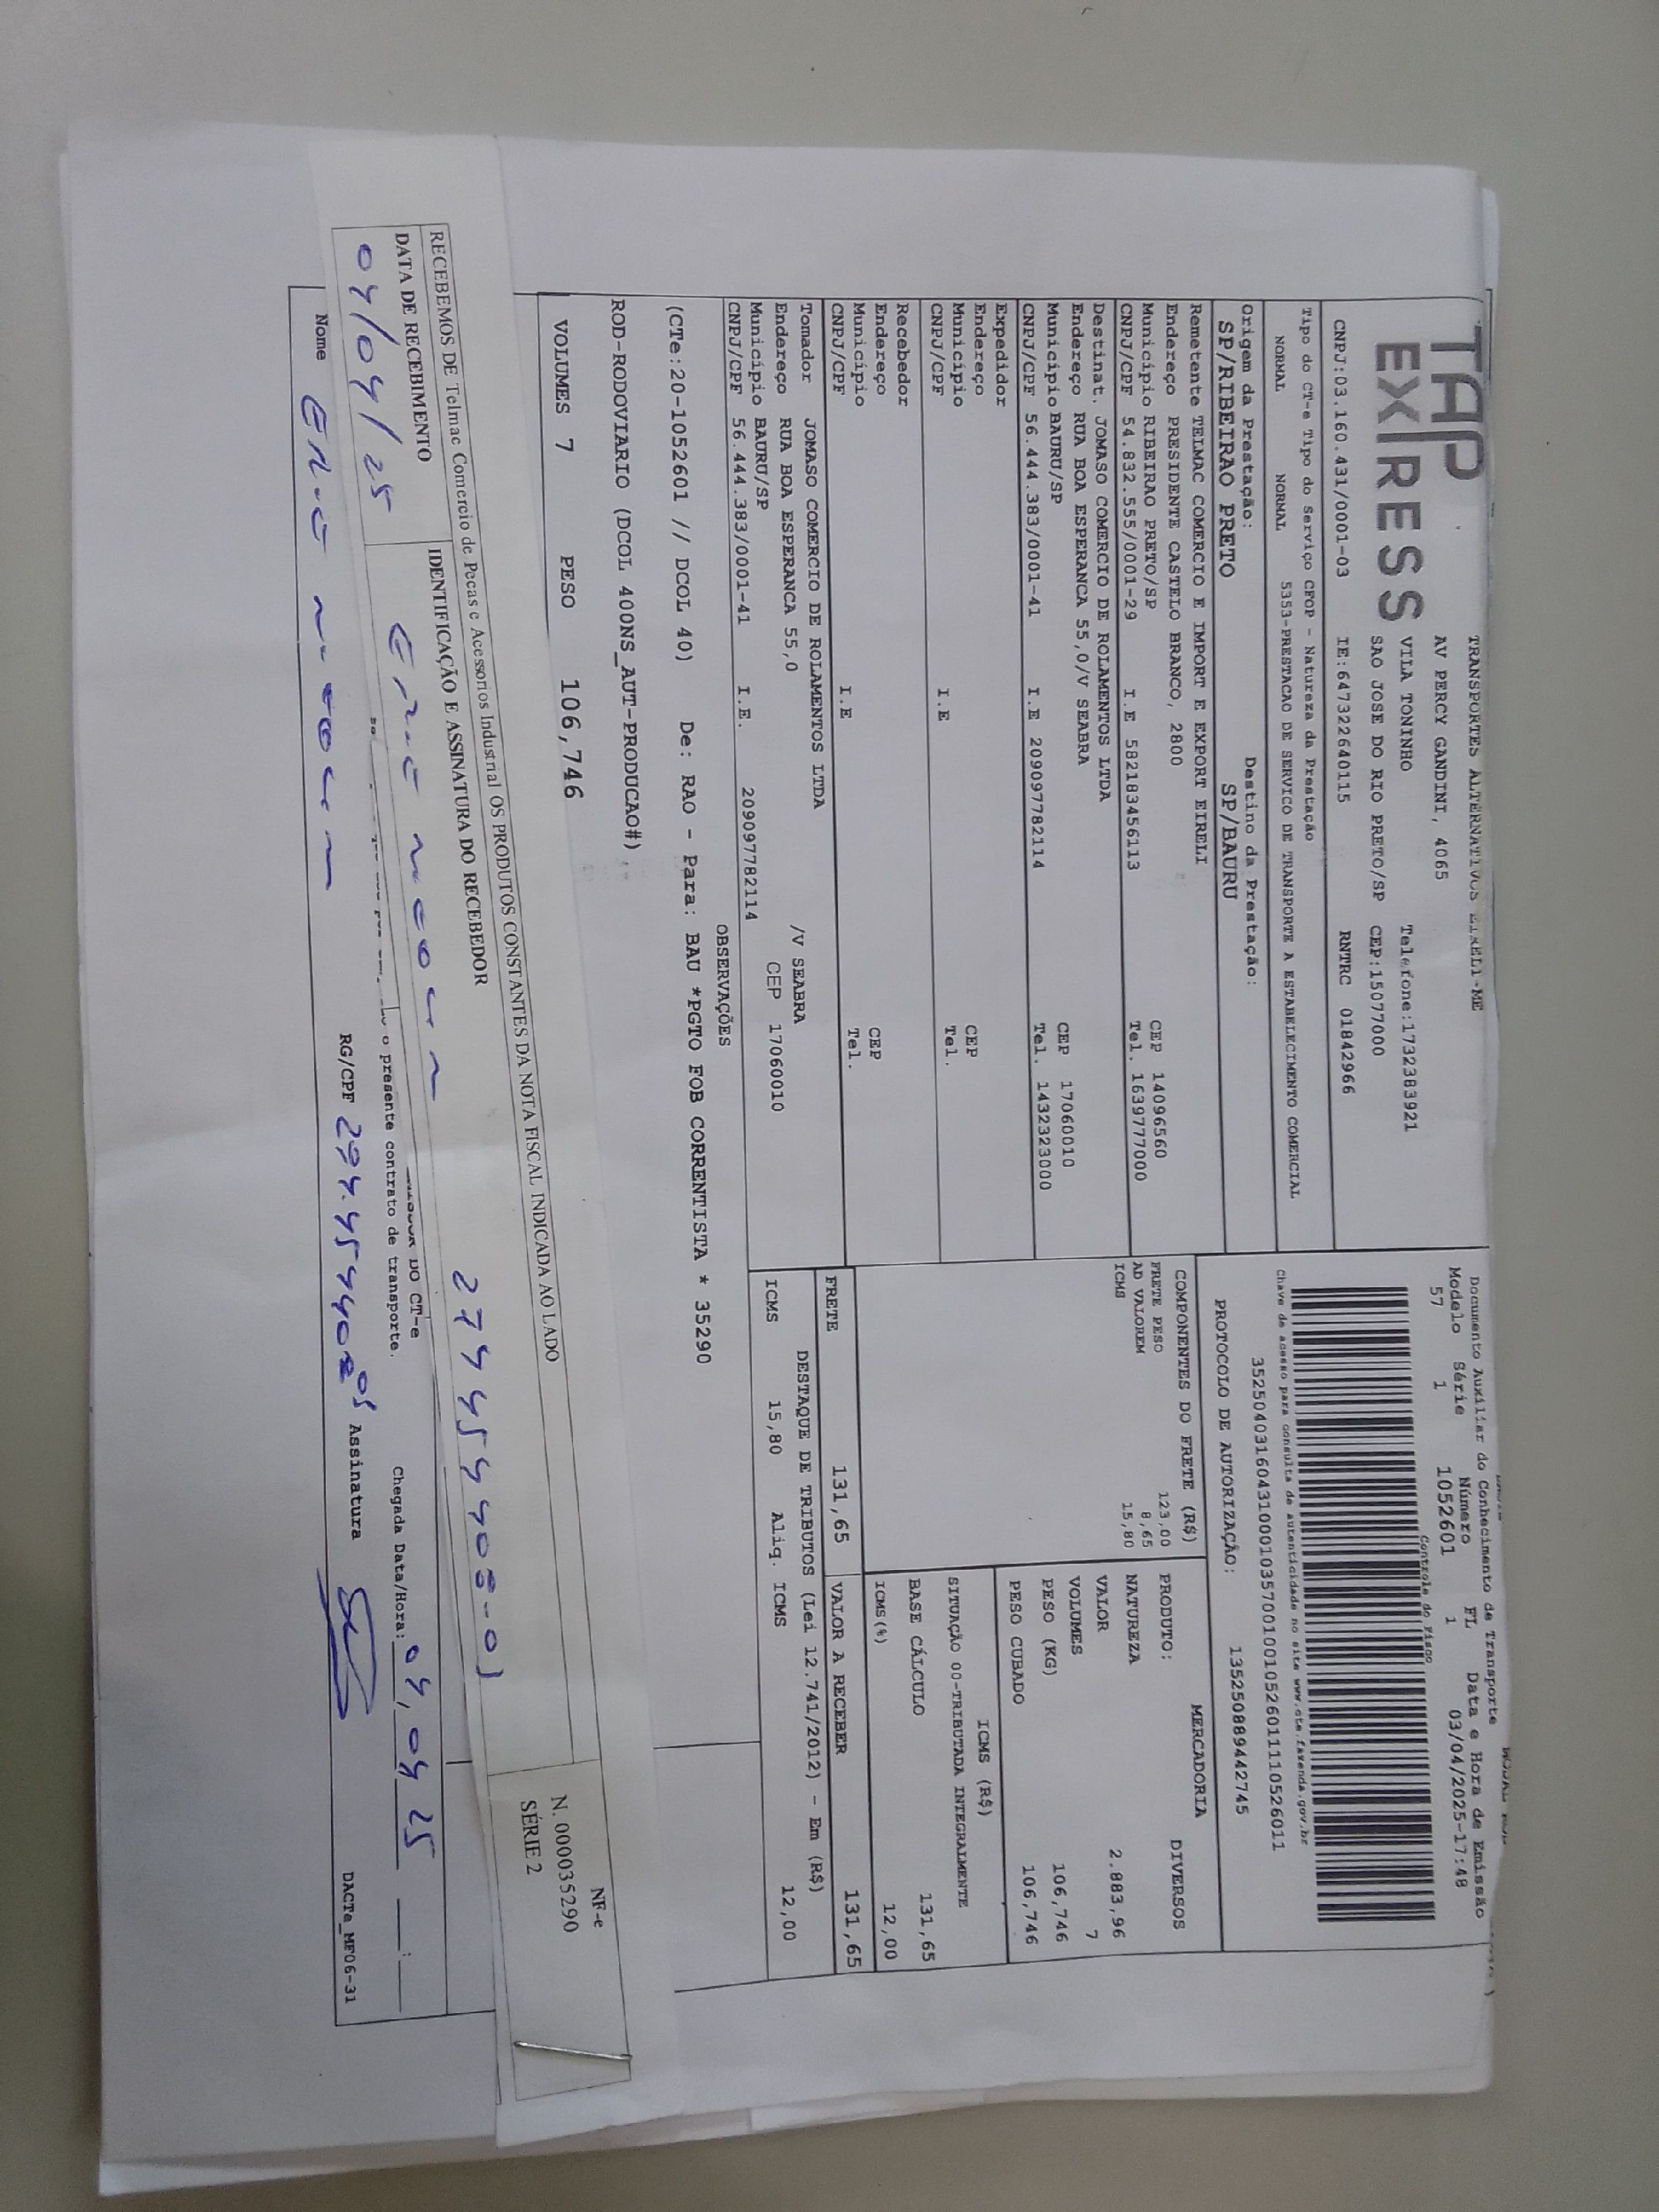 TAP
EXPRESS
TRANSPORTES ALTERNATIVOS EIRELI-ME
AV PERCY GANDINI, 4065
VILA TONINHO Telefone:1732383921
SAO JOSE DO RIO PRETO/SP CEP:15077000
CNPJ:03.160.431/0001-03 IE:647322640115 RNTRC 01842966
Tipo do CT-e Tipo do Serviço CFOP - Natureza da Prestação
NORMAL NORMAL 5353-PRESTACAO DE SERVICO DE TRANSPORTE A ESTABELECIMENTO COMERCIAL
Origem da Prestação: Destino da Prestação:
SP/RIBEIRAO PRETO SP/BAURU
Remetente TELMAC COMERCIO E IMPORT E EXPORT EIRELI
Endereço PRESIDENTE CASTELO BRANCO, 2800 CEP 14096560
Município RIBEIRAO PRETO/SP Tel. 1639777000
CNPJ/CPF 54.832.555/0001-29 I.E 582183456113
Destinat. JOMASO COMERCIO DE ROLAMENTOS LTDA
Endereço RUA BOA ESPERANCA 55,0/V SEABRA CEP 17060010
Município BAURU/SP Tel. 1432323000
CNPJ/CPF 56.444.383/0001-41 I.E 209097782114
Expedidor
Endereço CEP
Município Tel.
CNPJ/CPF I.E
Recebedor
Endereço CEP
Município Tel.
CNPJ/CPF I.E
Tomador JOMASO COMERCIO DE ROLAMENTOS LTDA
Endereço RUA BOA ESPERANCA 55,0 /V SEABRA
Município BAURU/SP CEP 17060010
CNPJ/CPF 56.444.383/0001-41 I.E. 209097782114
Documento Auxiliar do Conhecimento de Transporte
Modelo Série Número FL Data e Hora de Emissão
57 1 1052601 1 03/04/2025-17:48
Controle do Fisco
Chave de acesso para consulta de autenticidade no site www.cte.fazenda.gov.br
35250403160431000103570010010526011110526011
PROTOCOLO DE AUTORIZAÇÃO: 135250889442745
COMPONENTES DO FRETE (R$)
FRETE PESO 123,00
AD VALOREM 8,65
ICMS 15,80
MERCADORIA
PRODUTO: DIVERSOS
NATUREZA
VALOR 2.883,96
VOLUMES 7
PESO (KG) 106,746
PESO CUBADO 106,746
ICMS (R$)
SITUAÇÃO 00-TRIBUTADA INTEGRALMENTE
BASE CÁLCULO 131,65
ICMS(%) 12,00
FRETE 131,65 VALOR A RECEBER 131,65
DESTAQUE DE TRIBUTOS (Lei 12.741/2012) - Em (R$)
ICMS 15,80 Aliq. ICMS 12,00
OBSERVAÇÕES
(CTe:20-1052601 // DCOL 40) De: RAO - Para: BAU *PGTO FOB CORRENTISTA * 35290
ROD-RODOVIARIO (DCOL 400NS_AUT-PRODUCAO#)
VOLUMES 7 PESO 106,746
RECEBEMOS DE Telmac Comercio de Pecas e Acessorios Industrial OS PRODUTOS CONSTANTES DA NOTA FISCAL INDICADA AO LADO
DATA DE RECEBIMENTO IDENTIFICAÇÃO E ASSINATURA DO RECEBEDOR
04/04/25
NF-e
N. 000035290
SÉRIE 2
DO CT-e
o presente contrato de transporte.
Chegada Data/Hora: 04, 04 25 :
Nome RG/CPF Assinatura
DACTe_MF06-31